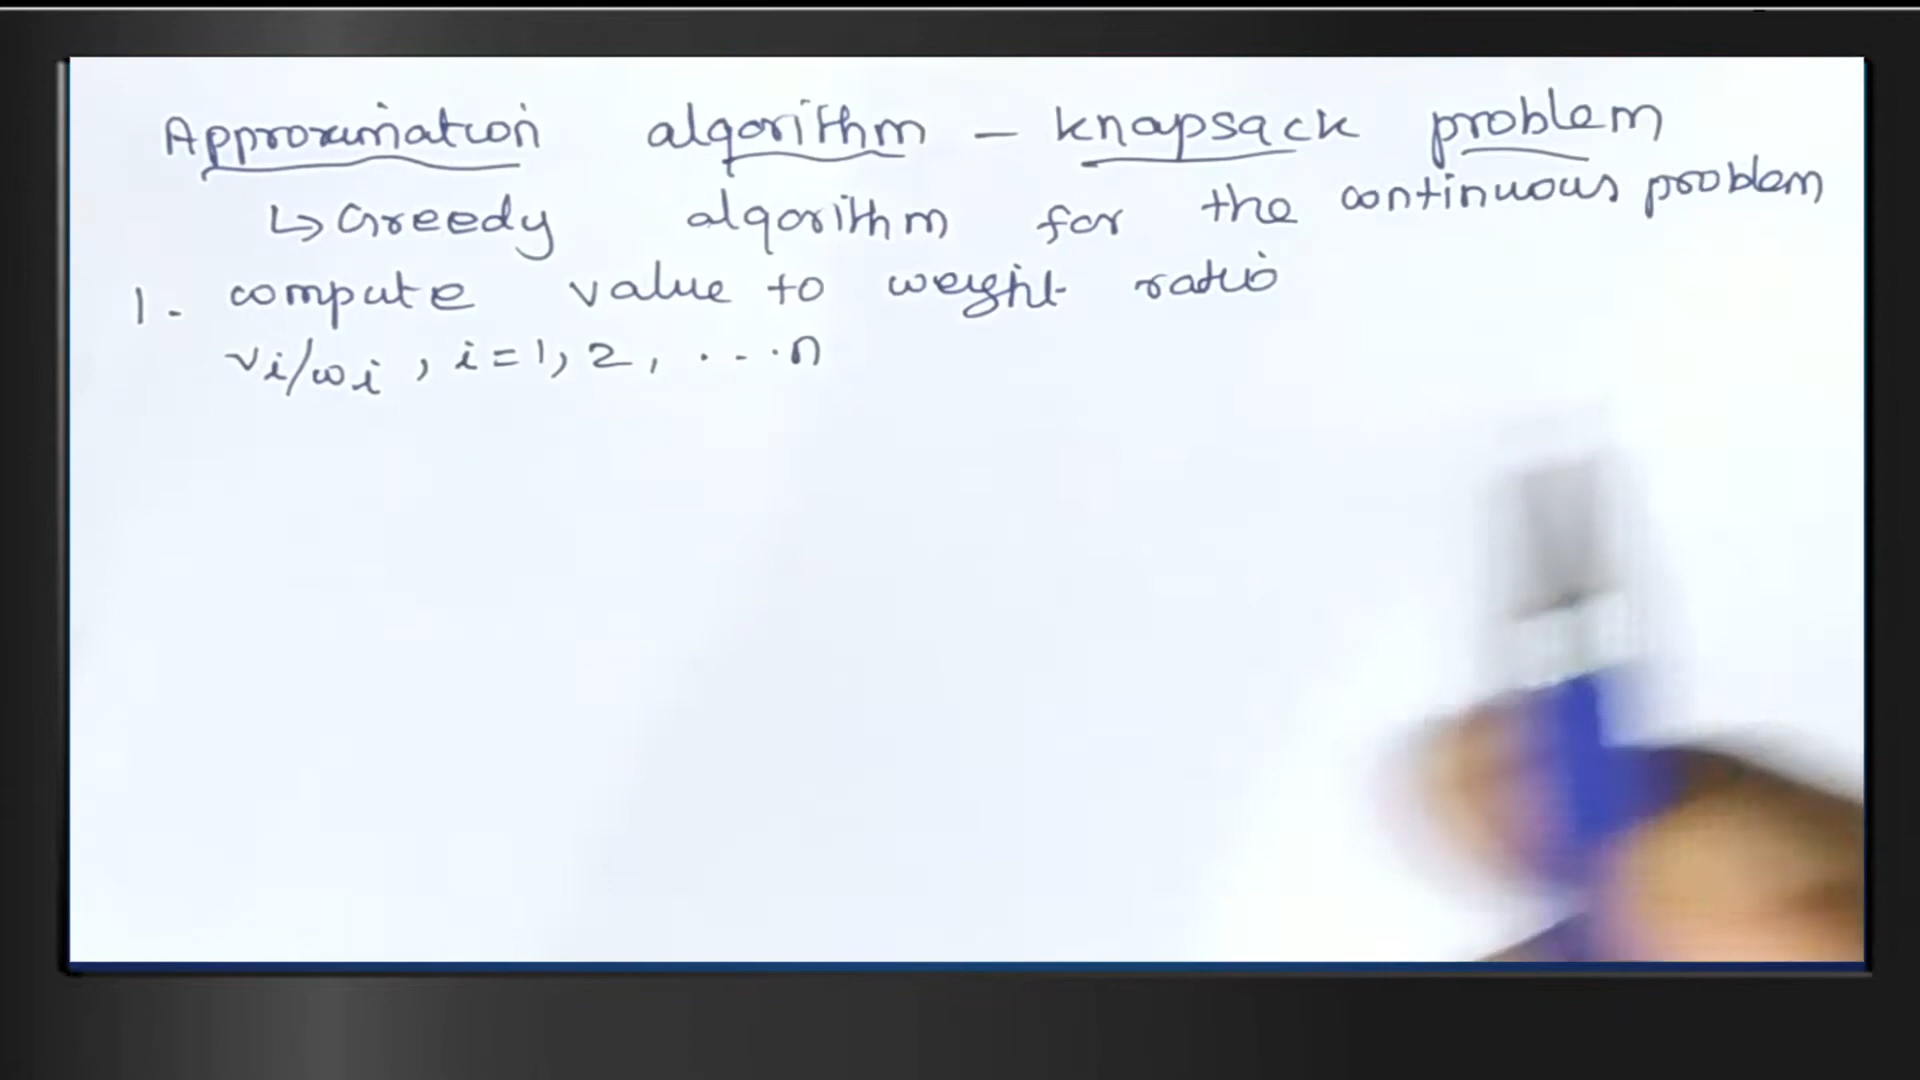 Approximation algorithm - knapsack problem
↳ Greedy algorithm for the continuous problem
1. compute value to weight ratio
vi/wi, i=1, 2, ....n